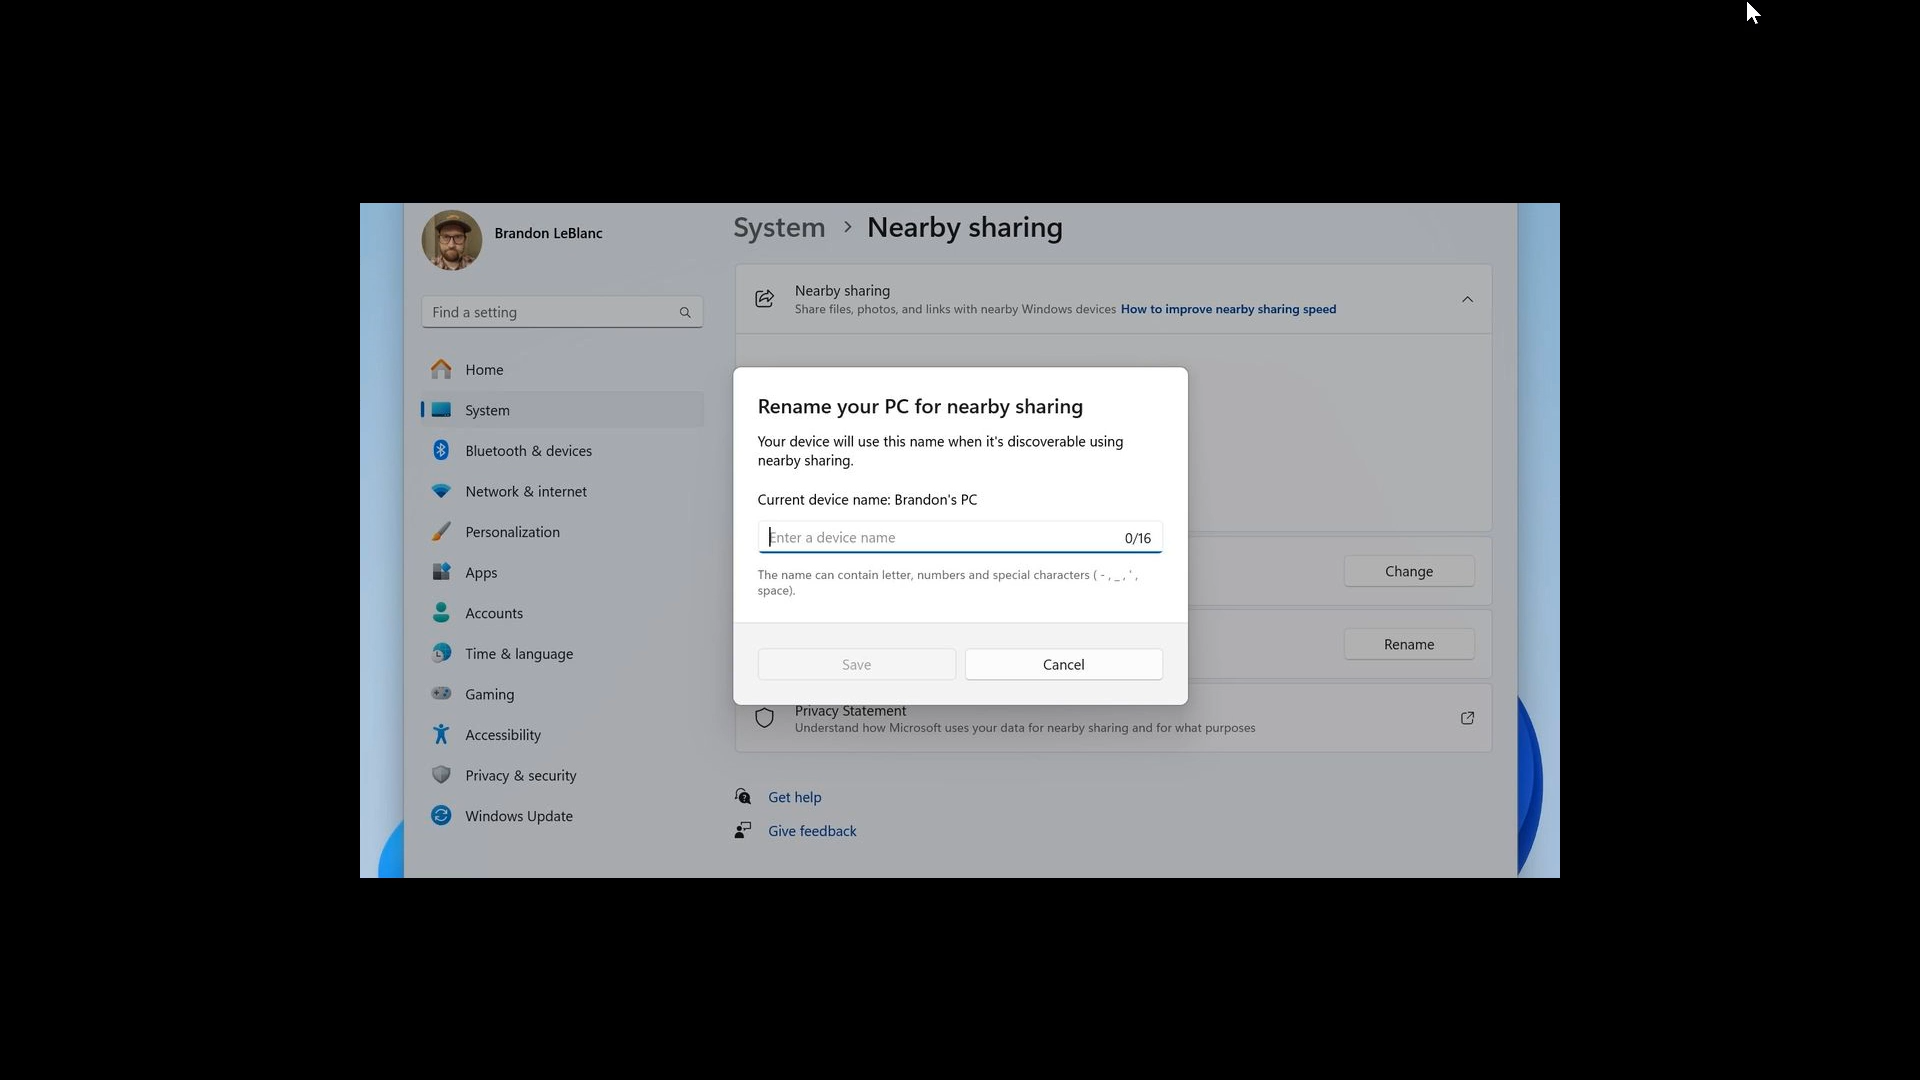 Brandon LeBlanc
Find a setting
Home
System
Bluetooth & devices
Network & internet
Personalization
Apps
Accounts
Time & language
Gaming
Accessibility
Privacy & security
Windows Update
System > Nearby sharing
Nearby sharing
Share files, photos, and links with nearby Windows devices How to improve nearby sharing speed
Rename your PC for nearby sharing
Your device will use this name when it's discoverable using
nearby sharing.
Current device name: Brandon's PC
Enter a device name 0/16
The name can contain letter, numbers and special characters ( - , _ , ' ,
space).
Save Cancel
Change
Rename
Privacy Statement
Understand how Microsoft uses your data for nearby sharing and for what purposes
Get help
Give feedback